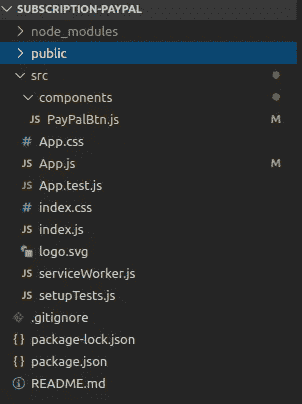 SUBSCRIPTION-PAYPAL
node_modules
public
src
components
JS PayPalBtn.js M
# App.css
JS App.js M
JS App.test.js
# index.css
JS index.js
logo.svg
JS serviceWorker.js
JS setupTests.js
.gitignore
{} package-lock.json
{} package.json
README.md